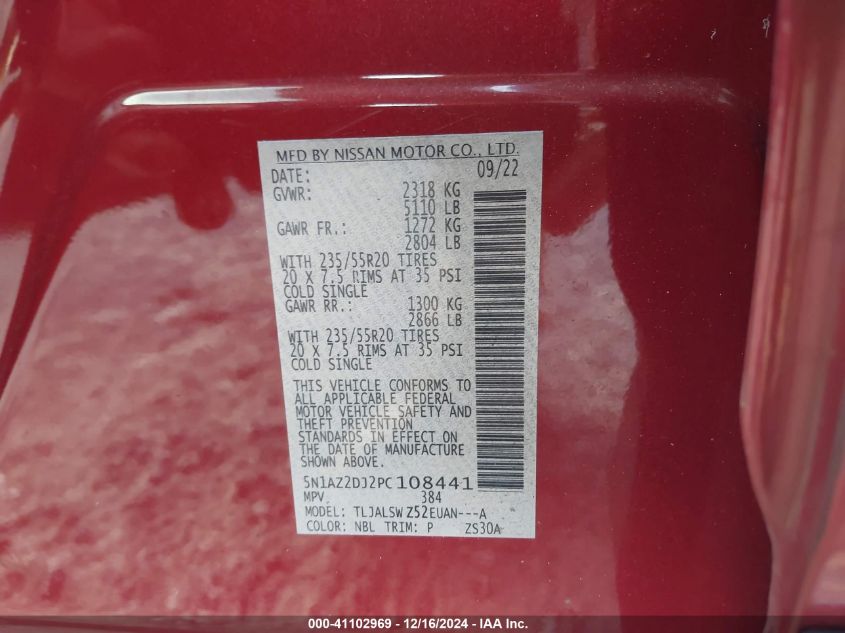 MFD BY NISSAN MOTOR CO., LTD.
DATE: 09/22
GVWR: 2318 KG
5110 LB
GAWR FR.: 1272 KG
2804 LB
WITH 235/55R20 TIRES
20 X 7.5 RIMS AT 35 PSI
COLD SINGLE
GAWR RR.: 1300 KG
2866 LB
WITH 235/55R20 TIRES
20 X 7.5 RIMS AT 35 PSI
COLD SINGLE
THIS VEHICLE CONFORMS TO
ALL APPLICABLE FEDERAL
MOTOR VEHICLE SAFETY AND
THEFT PREVENTION
STANDARDS IN EFFECT ON
THE DATE OF MANUFACTURE
SHOWN ABOVE.
5N1AZ2DJ2PC108441
MPV 384
MODEL: TLJALSWZ52EUAN---A
COLOR: NBL TRIM: P ZS30A
000-41102969 - 12/16/2024 - IAA Inc.